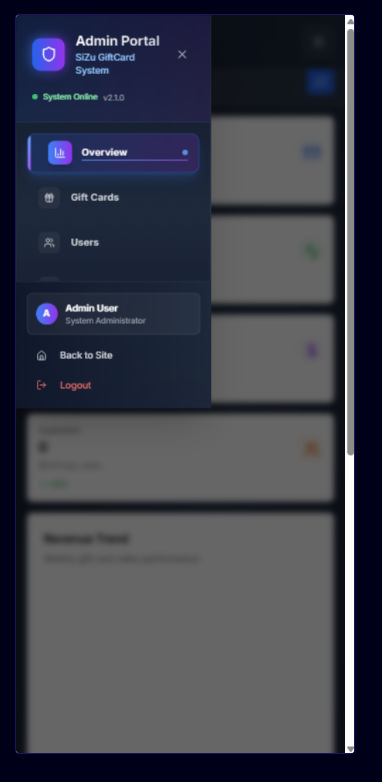 Admin Portal
SiZu GiftCard
System
System Online v2.1.0
Overview
Gift Cards
Users
A
Admin User
System Administrator
Back to Site
Logout
Revenue Trend